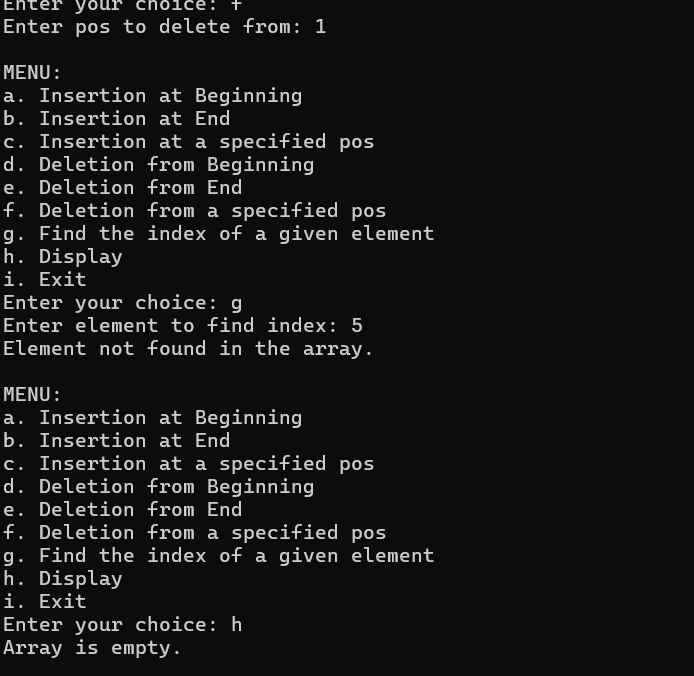 Enter your choice: f
Enter pos to delete from: 1
MENU:
a. Insertion at Beginning
b. Insertion at End
c. Insertion at a specified pos
d. Deletion from Beginning
e. Deletion from End
f. Deletion from a specified pos
g. Find the index of a given element
h. Display
i. Exit
Enter your choice: g
Enter element to find index: 5
Element not found in the array.
MENU:
a. Insertion at Beginning
b. Insertion at End
c. Insertion at a specified pos
d. Deletion from Beginning
e. Deletion from End
f. Deletion from a specified pos
g. Find the index of a given element
h. Display
i. Exit
Enter your choice: h
Array is empty.